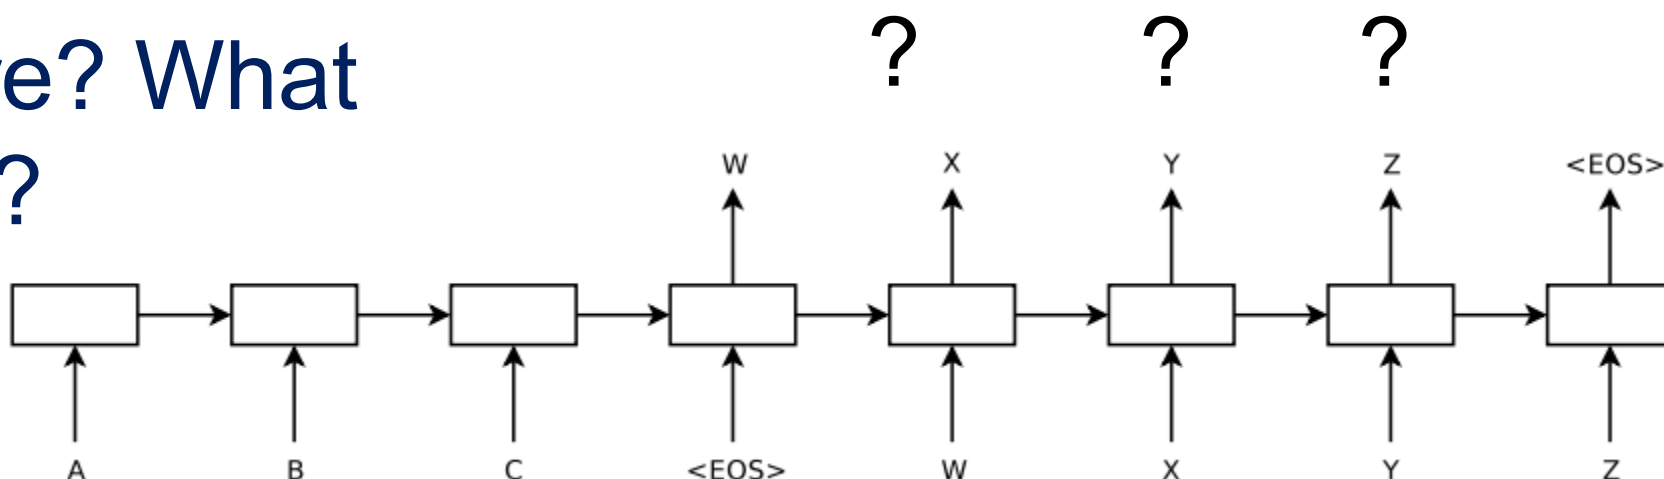 ? ? ?
e? What
?
W X Y Z <EOS>
A B C <EOS> W X Y Z